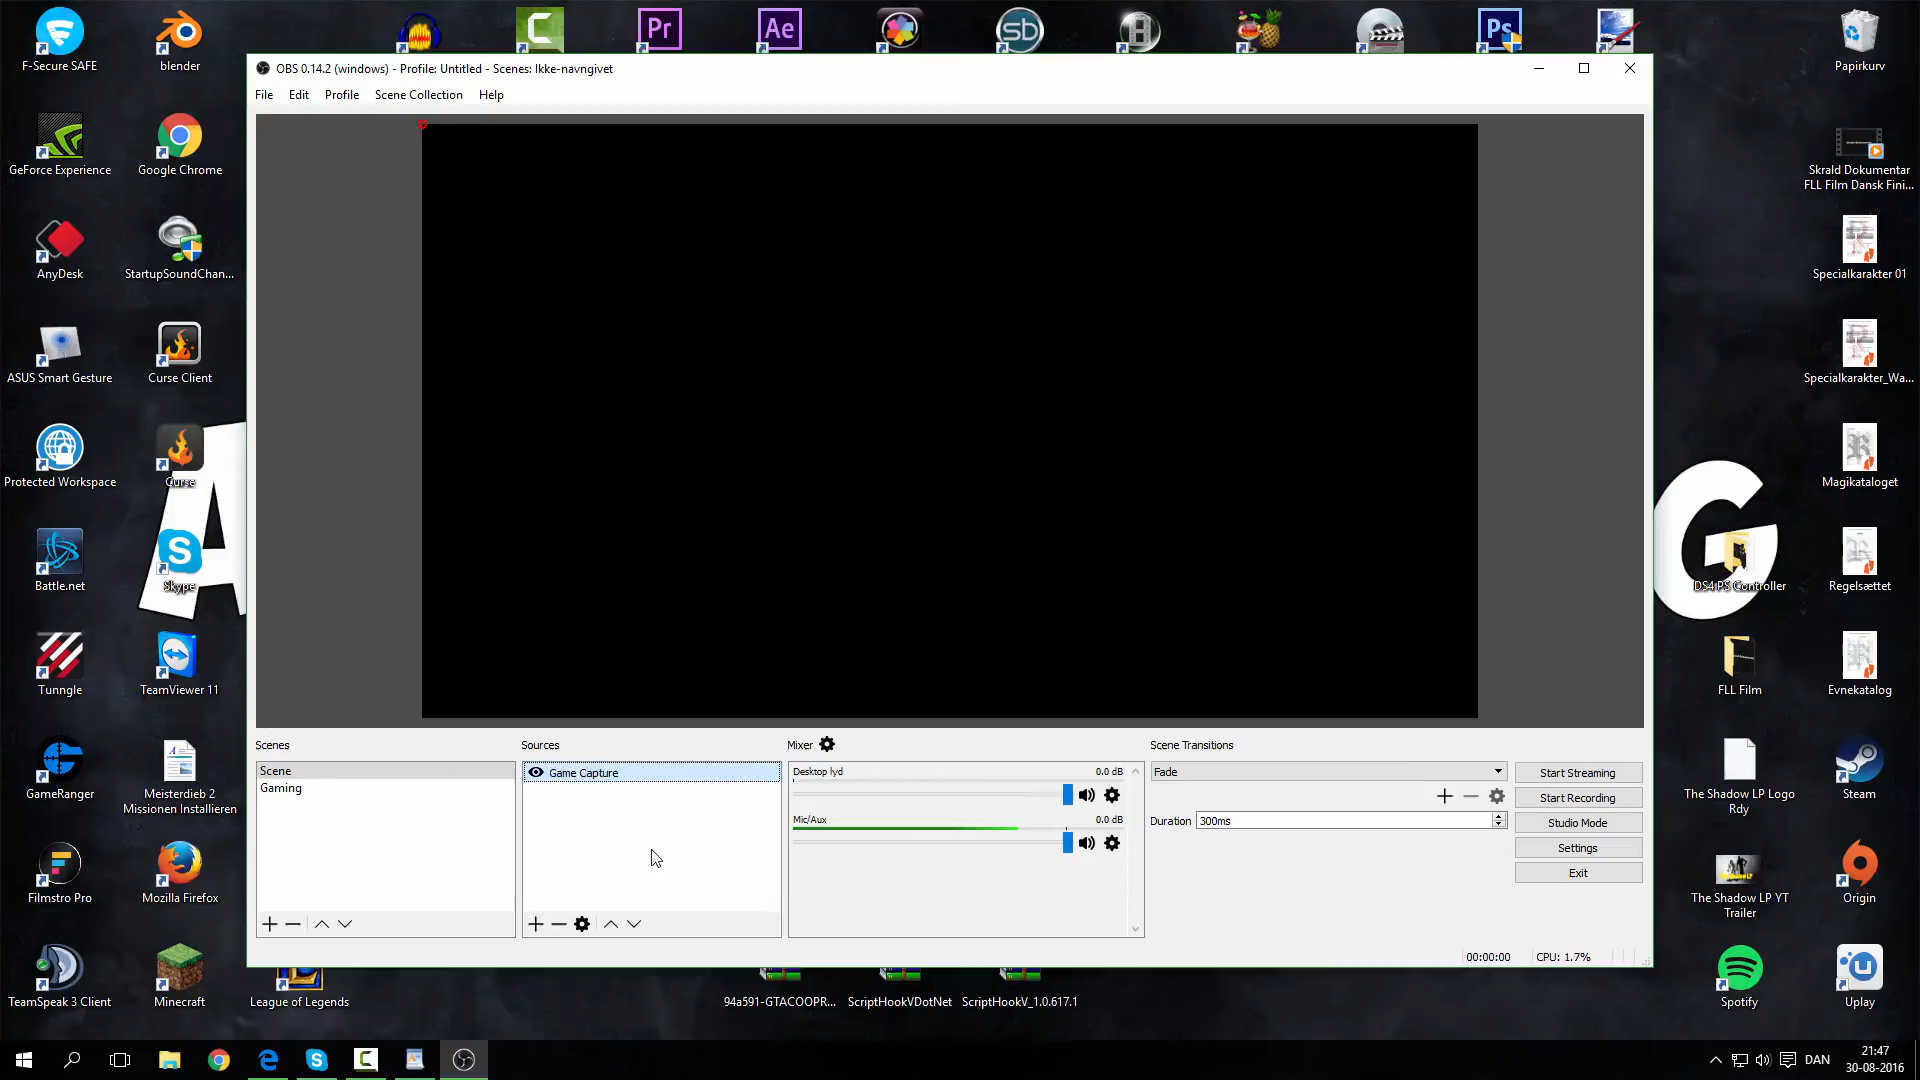 F-Secure SAFE
blender
Pr
Ae
sb
Ps
Papirkurv
OBS 0.14.2 (windows) - Profile: Untitled - Scenes: Ikke-navngivet
File Edit Profile Scene Collection Help
GeForce Experience
Google Chrome
Skrald Dokumentar
FLL Film Dansk Fini...
AnyDesk
StartupSoundChan...
Specialkarakter 01
ASUS Smart Gesture
Curse Client
Specialkarakter_Wa...
Protected Workspace
Curse
Magikataloget
A
G
Battle.net
Skype
DS4 PS Controller
Regelsættet
Tunngle
TeamViewer 11
FLL Film
Evnekatalog
Scenes
Sources
Mixer
Scene Transitions
Scene
Gaming
Game Capture
Desktop lyd 0.0 dB
Mic/Aux 0.0 dB
Fade
Duration 300ms
Start Streaming
Start Recording
Studio Mode
Settings
Exit
00:00:00
CPU: 1.7%
GameRanger
Meisterdieb 2
Missionen Installieren
The Shadow LP Logo
Rdy
Steam
Filmstro Pro
Mozilla Firefox
The Shadow LP YT
Trailer
Origin
TeamSpeak 3 Client
Minecraft
League of Legends
94a591-GTACOOPR...
ScriptHookVDotNet
ScriptHookV_1.0.617.1
Spotify
Uplay
DAN
21:47
30-08-2016